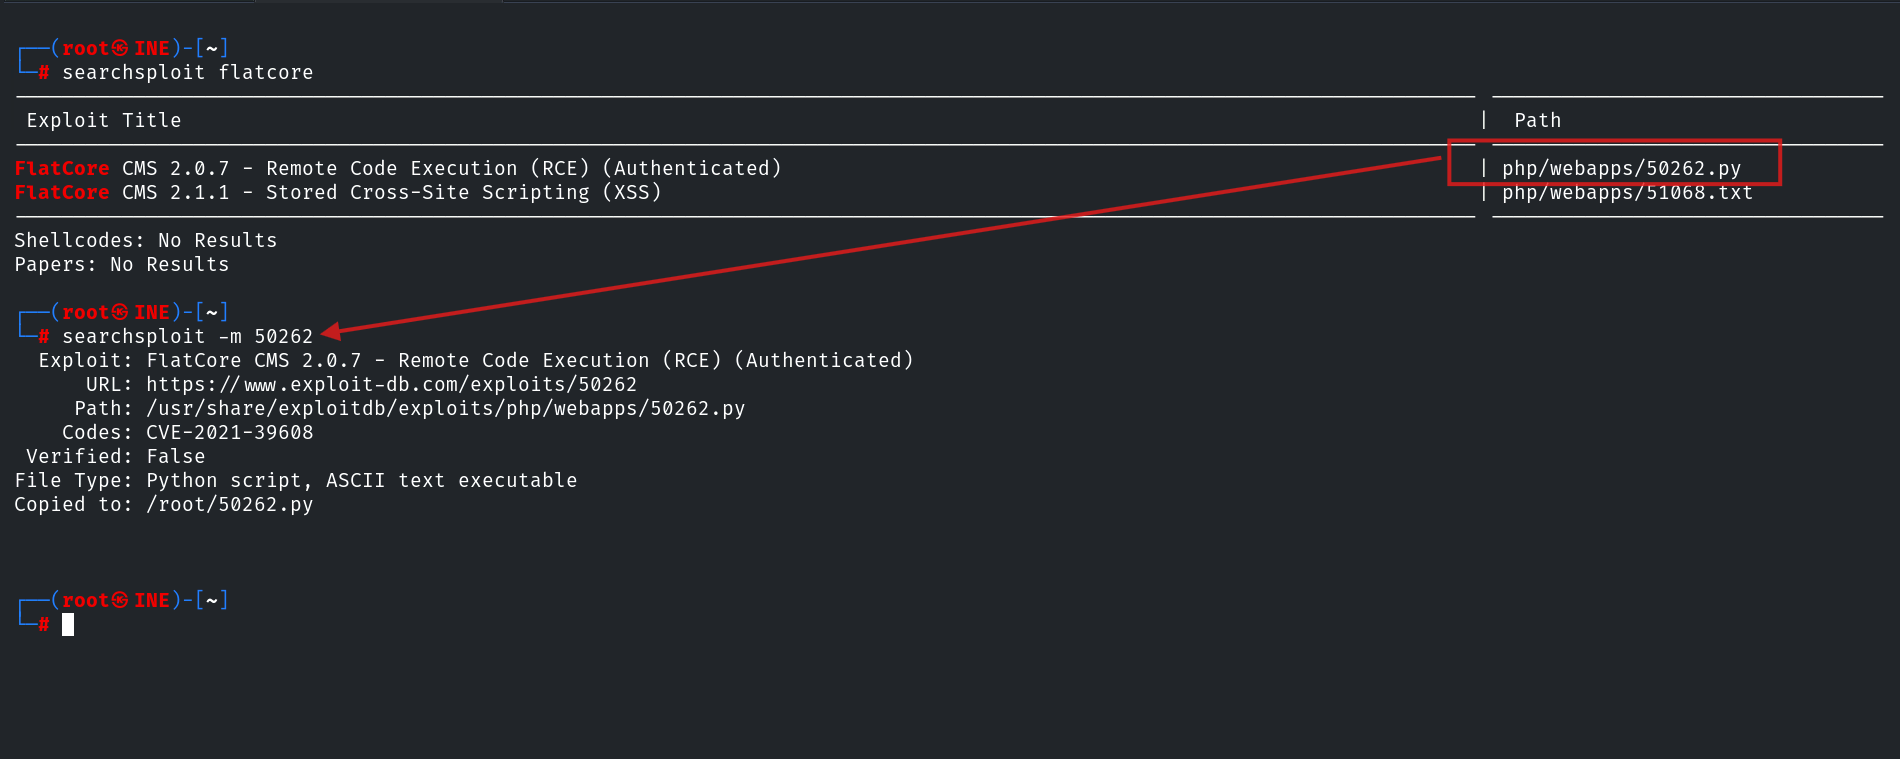 ┌──(root㉿INE)-[~]
└─# searchsploit flatcore
Exploit Title | Path
FlatCore CMS 2.0.7 - Remote Code Execution (RCE) (Authenticated) | php/webapps/50262.py
FlatCore CMS 2.1.1 - Stored Cross-Site Scripting (XSS) | php/webapps/51068.txt
Shellcodes: No Results
Papers: No Results
┌──(root㉿INE)-[~]
└─# searchsploit -m 50262
Exploit: FlatCore CMS 2.0.7 - Remote Code Execution (RCE) (Authenticated)
URL: https://www.exploit-db.com/exploits/50262
Path: /usr/share/exploitdb/exploits/php/webapps/50262.py
Codes: CVE-2021-39608
Verified: False
File Type: Python script, ASCII text executable
Copied to: /root/50262.py
┌──(root㉿INE)-[~]
└─#